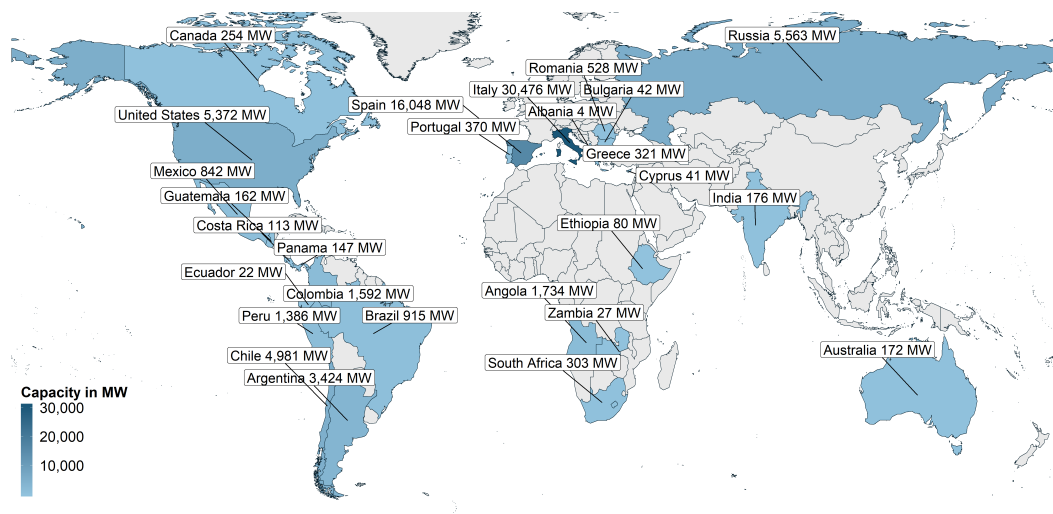 Canada 254 MW
Russia 5,563 MW
Romania 528 MW
Italy 30,476 MW
Bulgaria 42 MW
Spain 16,048 MW
Albania 4 MW
United States 5,372 MW
Portugal 370 MW
Greece 321 MW
Mexico 842 MW
Cyprus 41 MW
Guatemala 162 MW
India 176 MW
Costa Rica 113 MW
Ethiopia 80 MW
Panama 147 MW
Ecuador 22 MW
Colombia 1,592 MW
Angola 1,734 MW
Peru 1,386 MW
Brazil 915 MW
Zambia 27 MW
Chile 4,981 MW
Australia 172 MW
South Africa 303 MW
Argentina 3,424 MW
Capacity in MW
30,000
20,000
10,000